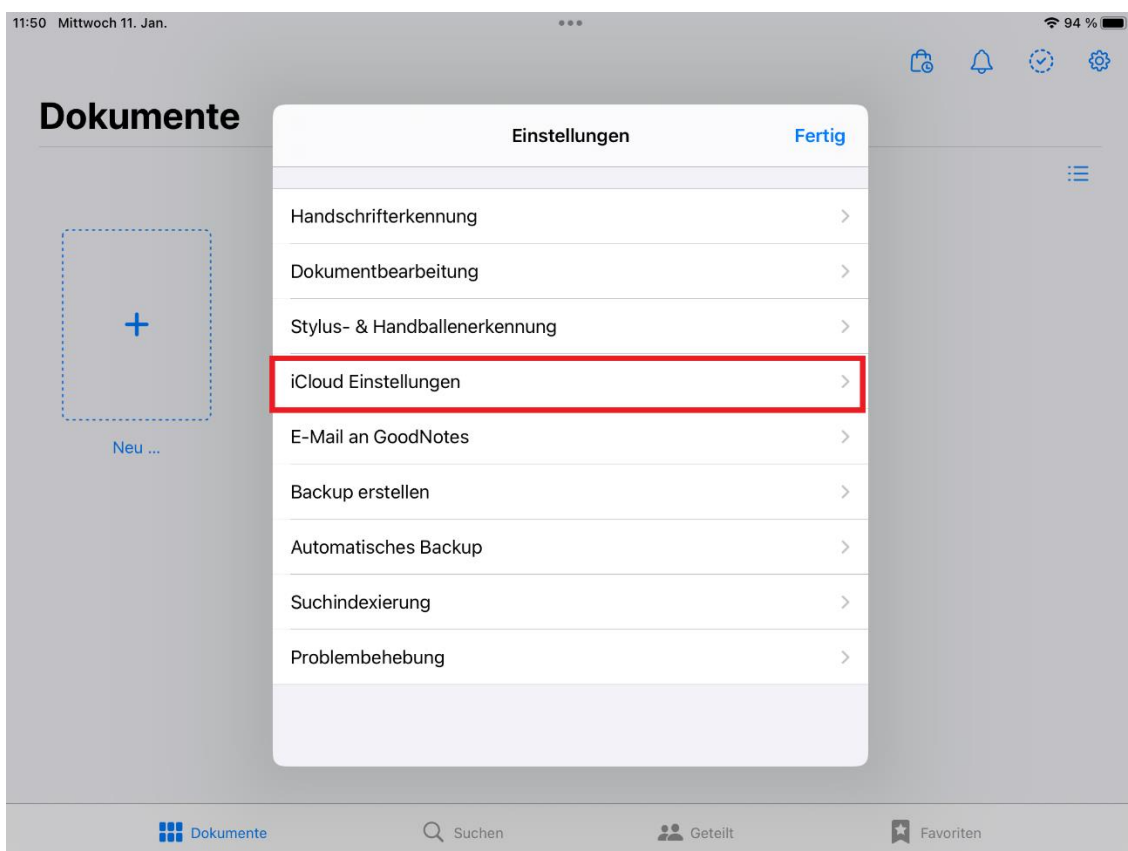 11:50 Mittwoch 11. Jan.
94 %
Dokumente
Einstellungen
Fertig
Handschrifterkennung
Dokumentbearbeitung
Stylus- & Handballenerkennung
iCloud Einstellungen
E-Mail an GoodNotes
Backup erstellen
Automatisches Backup
Suchindexierung
Problembehebung
Neu ...
Dokumente
Suchen
Geteilt
Favoriten